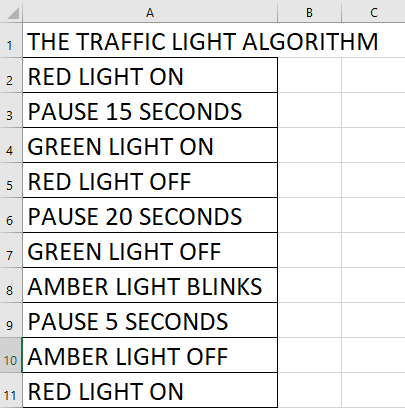 A B C
1 THE TRAFFIC LIGHT ALGORITHM
2 RED LIGHT ON
3 PAUSE 15 SECONDS
4 GREEN LIGHT ON
5 RED LIGHT OFF
6 PAUSE 20 SECONDS
7 GREEN LIGHT OFF
8 AMBER LIGHT BLINKS
9 PAUSE 5 SECONDS
10 AMBER LIGHT OFF
11 RED LIGHT ON